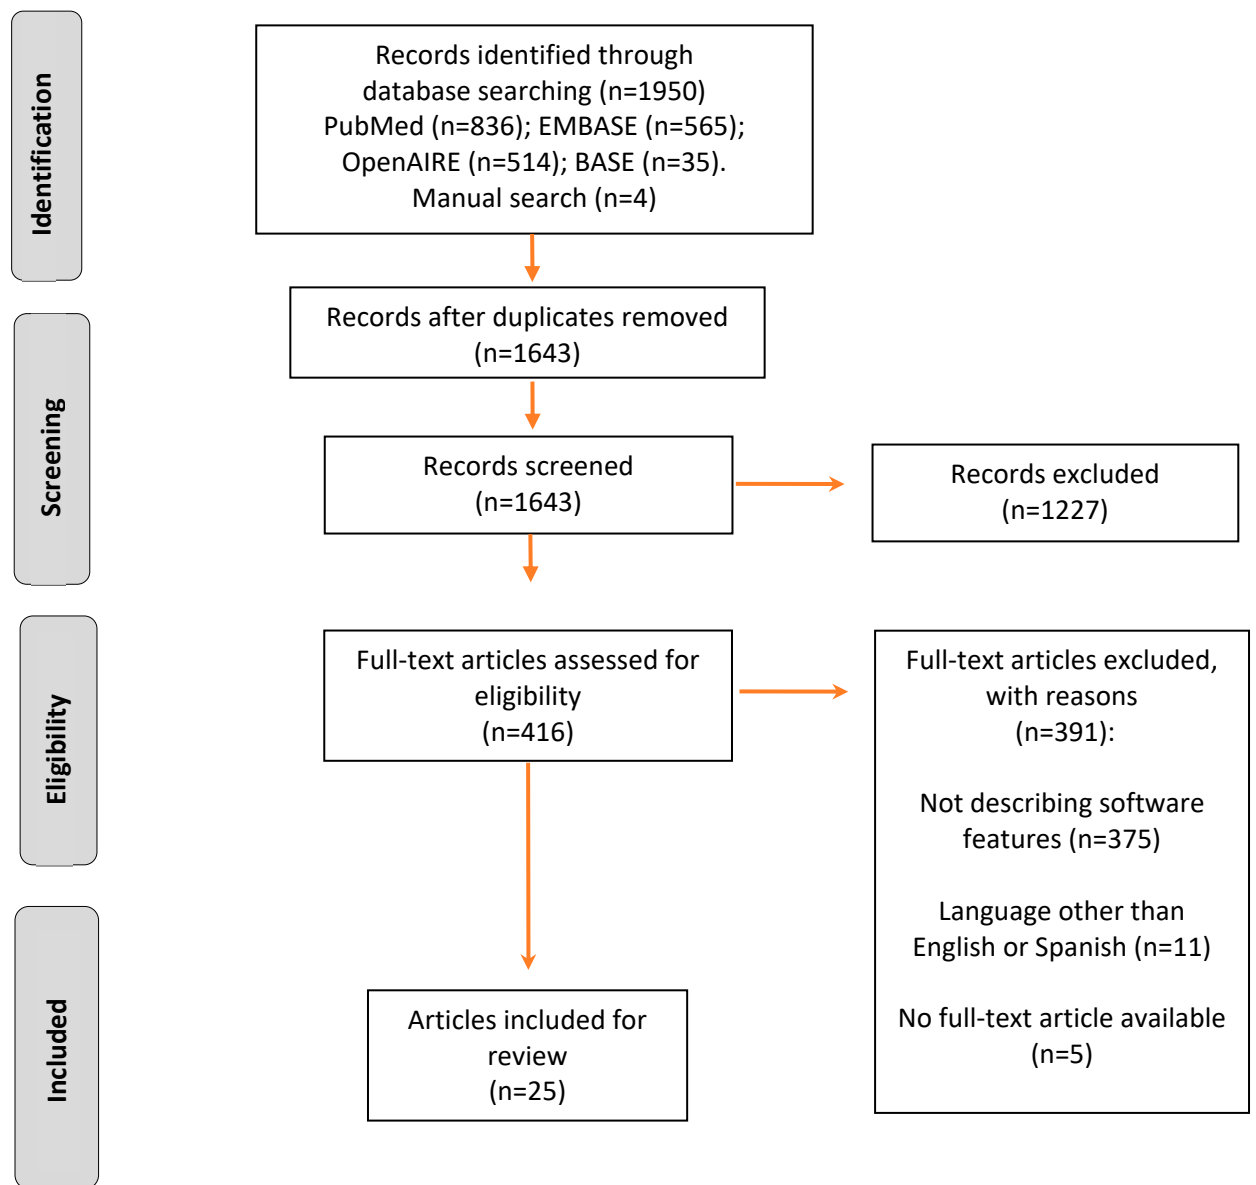 Identification
Records identified through
database searching (n=1950)
PubMed (n=836); EMBASE (n=565);
OpenAIRE (n=514); BASE (n=35).
Manual search (n=4)
Records after duplicates removed
(n=1643)
Screening
Records screened
(n=1643)
Records excluded
(n=1227)
Eligibility
Full-text articles assessed for
eligibility
(n=416)
Full-text articles excluded,
with reasons
(n=391):
Not describing software
features (n=375)
Language other than
English or Spanish (n=11)
No full-text article available
(n=5)
Included
Articles included for
review
(n=25)